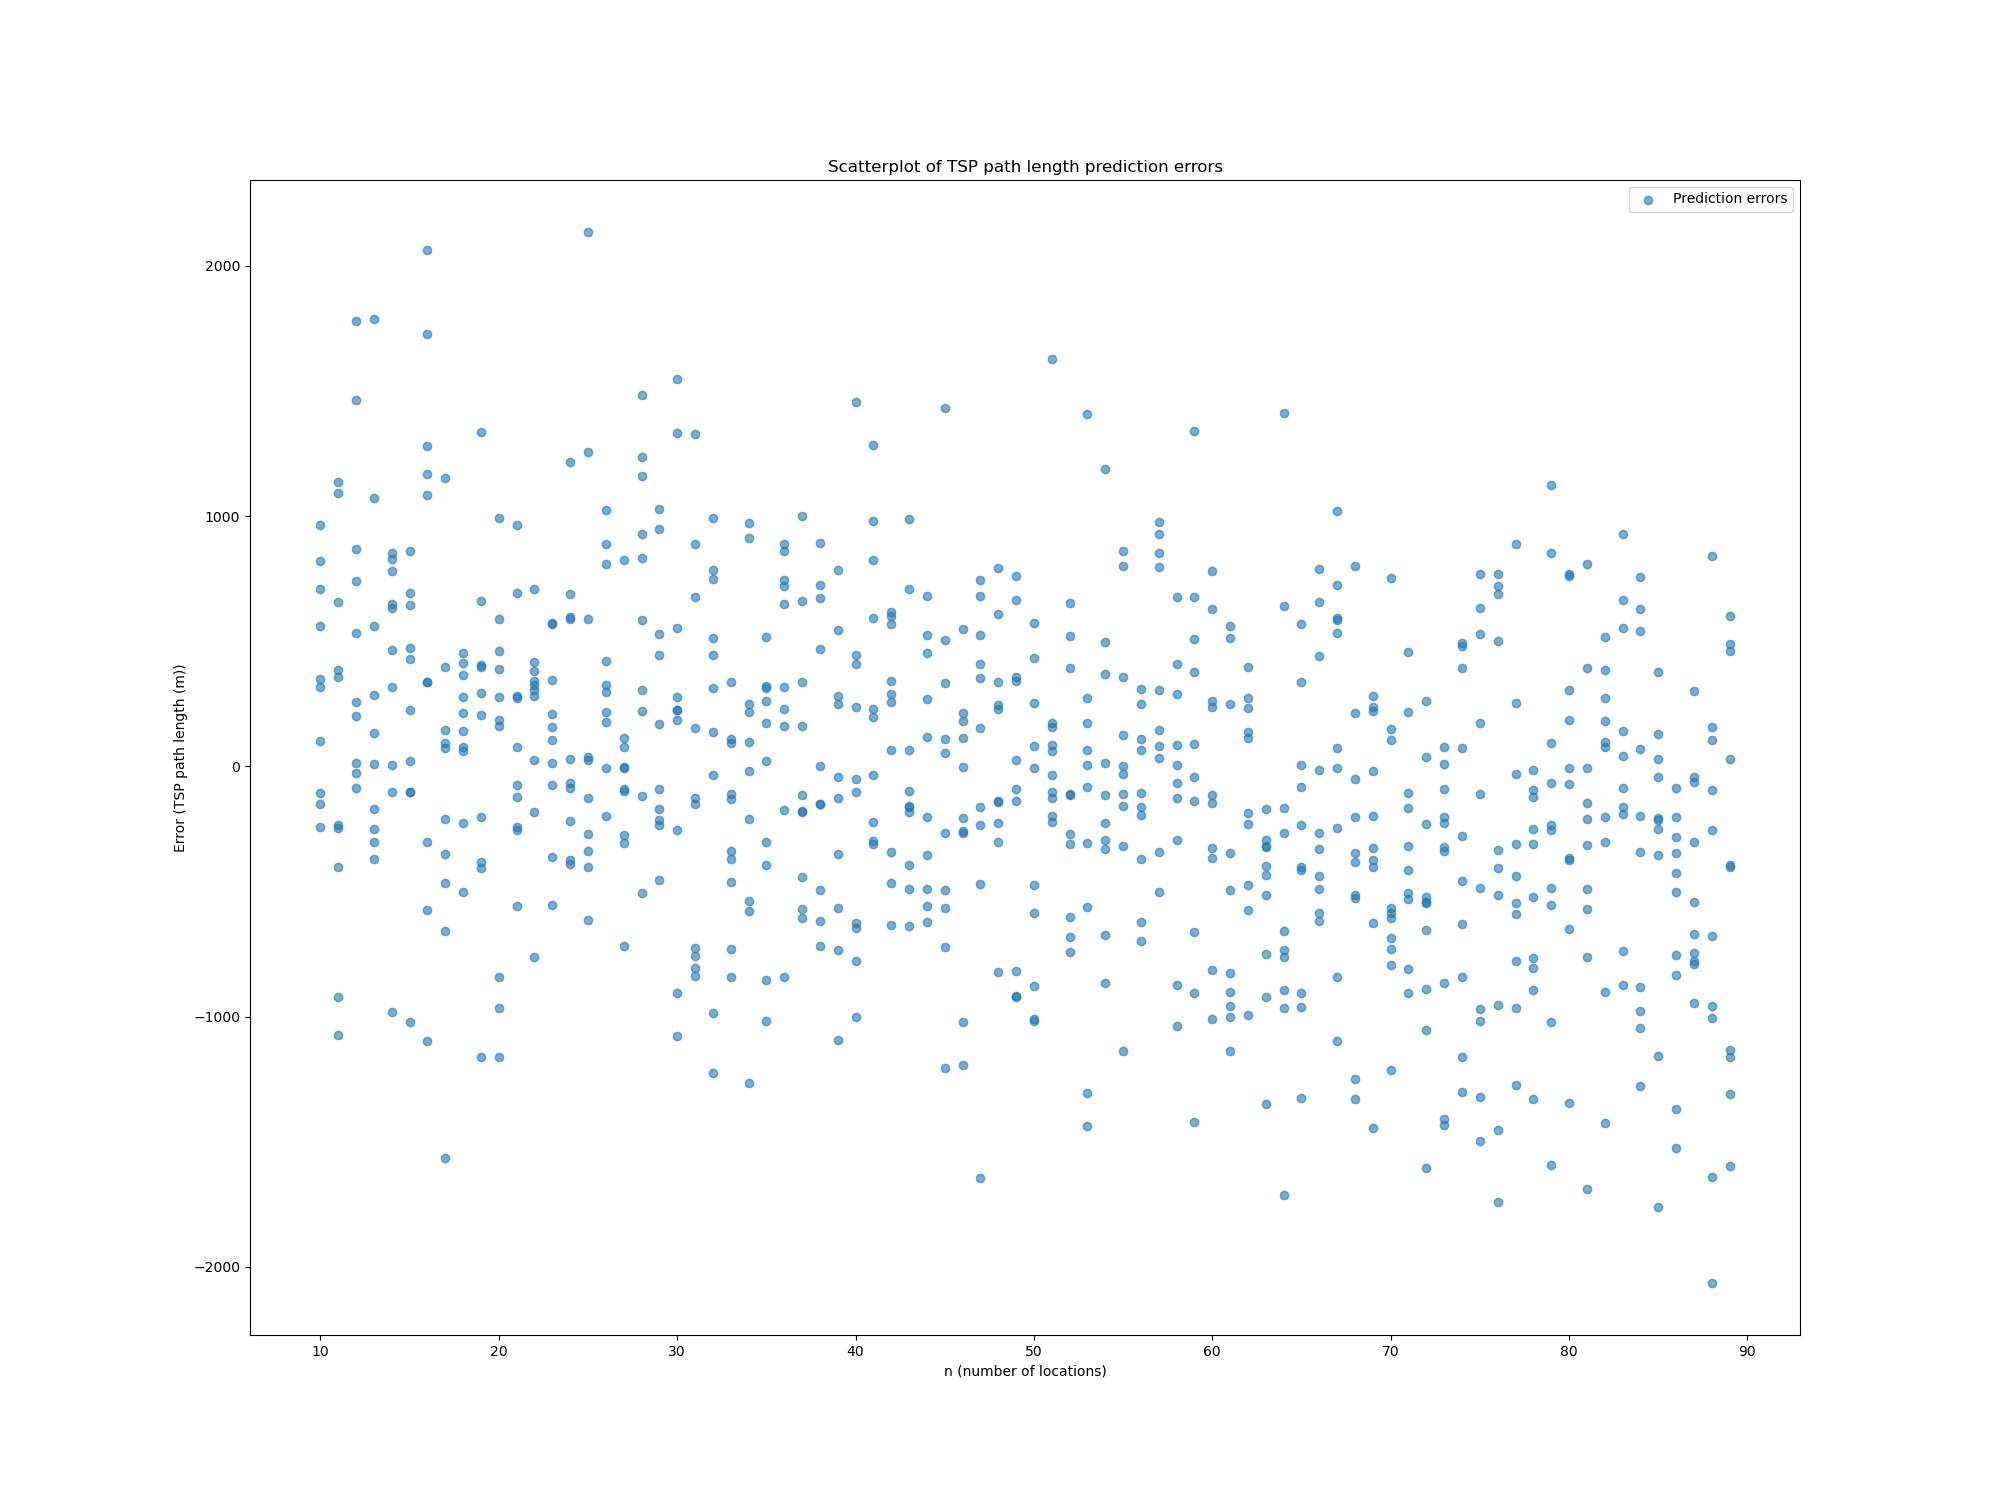 Scatterplot of TSP path length prediction errors
Prediction errors
2000
1000
0
−1000
−2000
Error (TSP path length (m))
10 20 30 40 50 60 70 80 90
n (number of locations)